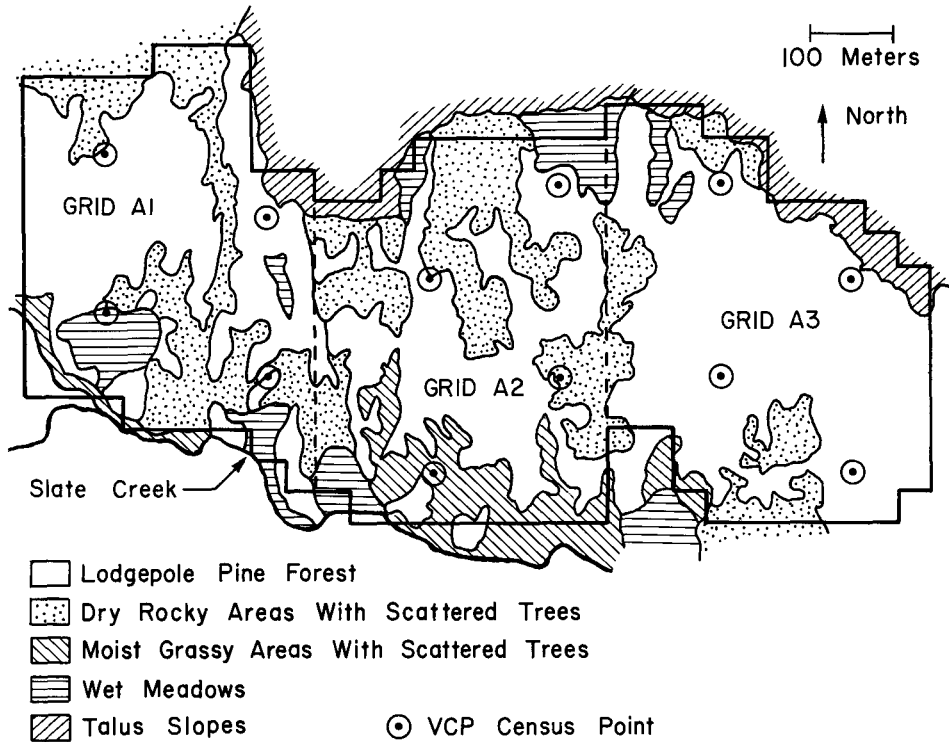 100 Meters
North
GRID A1
GRID A2
GRID A3
Slate Creek
Lodgepole Pine Forest
Dry Rocky Areas With Scattered Trees
Moist Grassy Areas With Scattered Trees
Wet Meadows
Talus Slopes
VCP Census Point